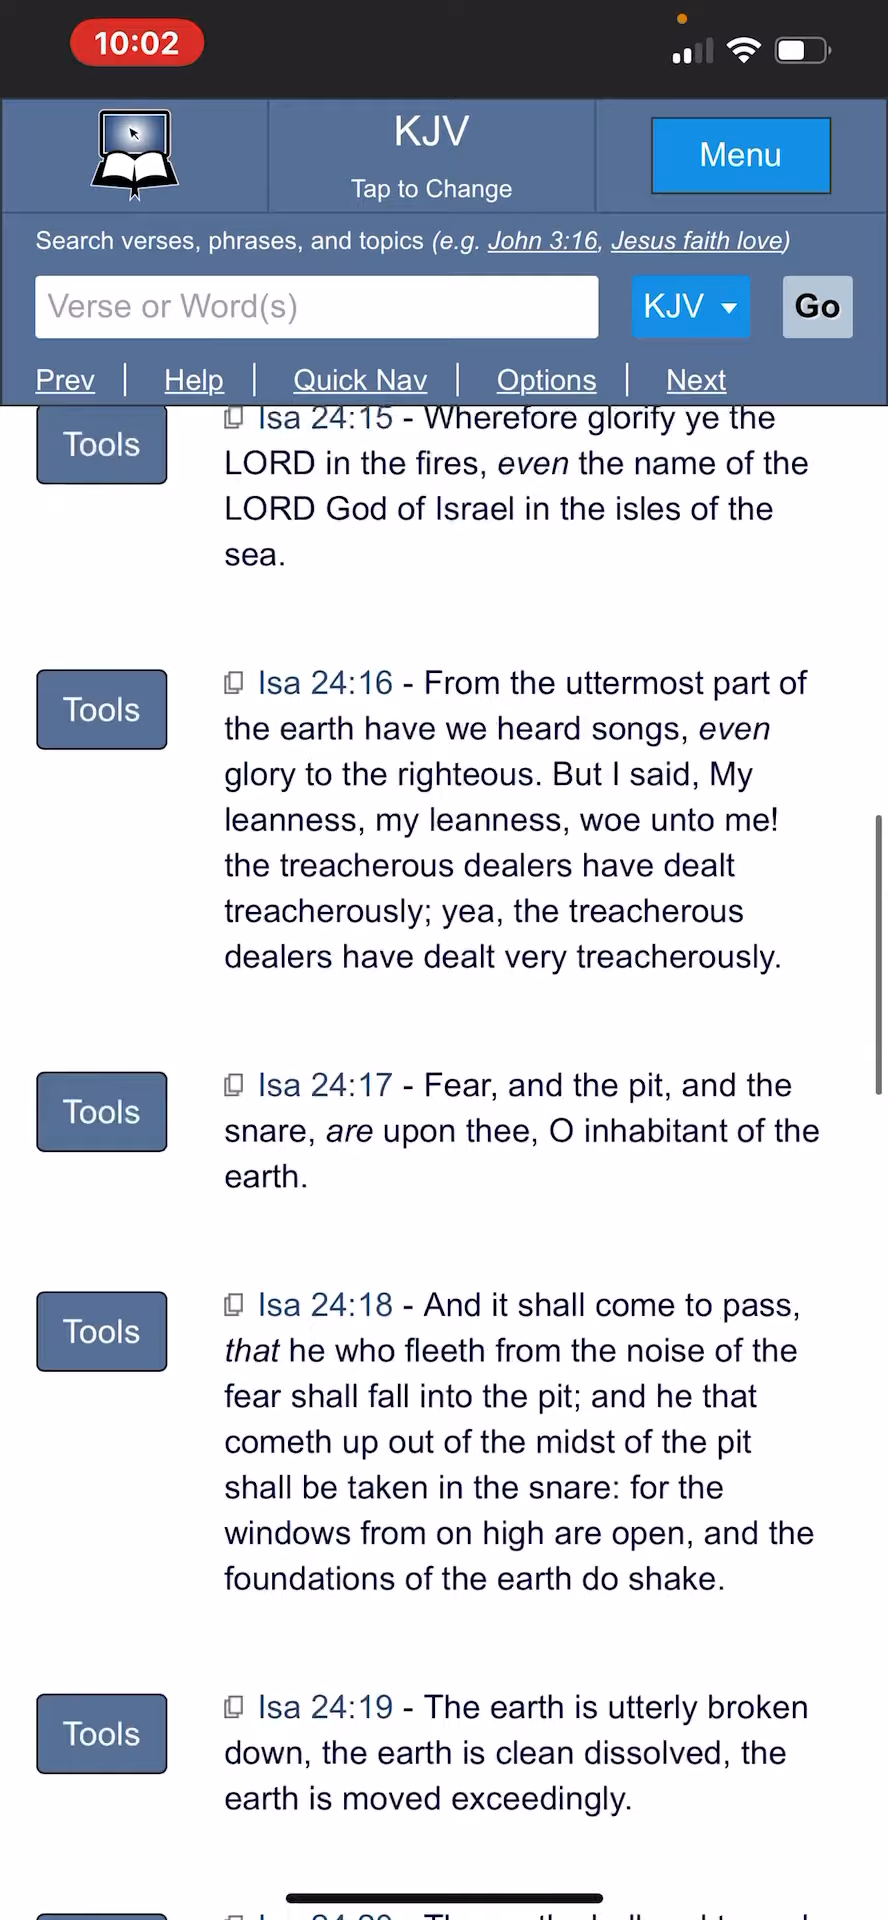 10:02
KJV
Tap to Change
Menu
Search verses, phrases, and topics (e.g. John 3:16, Jesus faith love)
Verse or Word(s)
KJV
Go
Prev | Help | Quick Nav | Options | Next
Tools
Isa 24:15 - Wherefore glorify ye the
LORD in the fires, even the name of the
LORD God of Israel in the isles of the
sea.
Tools
Isa 24:16 - From the uttermost part of
the earth have we heard songs, even
glory to the righteous. But I said, My
leanness, my leanness, woe unto me!
the treacherous dealers have dealt
treacherously; yea, the treacherous
dealers have dealt very treacherously.
Tools
Isa 24:17 - Fear, and the pit, and the
snare, are upon thee, O inhabitant of the
earth.
Tools
Isa 24:18 - And it shall come to pass,
that he who fleeth from the noise of the
fear shall fall into the pit; and he that
cometh up out of the midst of the pit
shall be taken in the snare: for the
windows from on high are open, and the
foundations of the earth do shake.
Tools
Isa 24:19 - The earth is utterly broken
down, the earth is clean dissolved, the
earth is moved exceedingly.